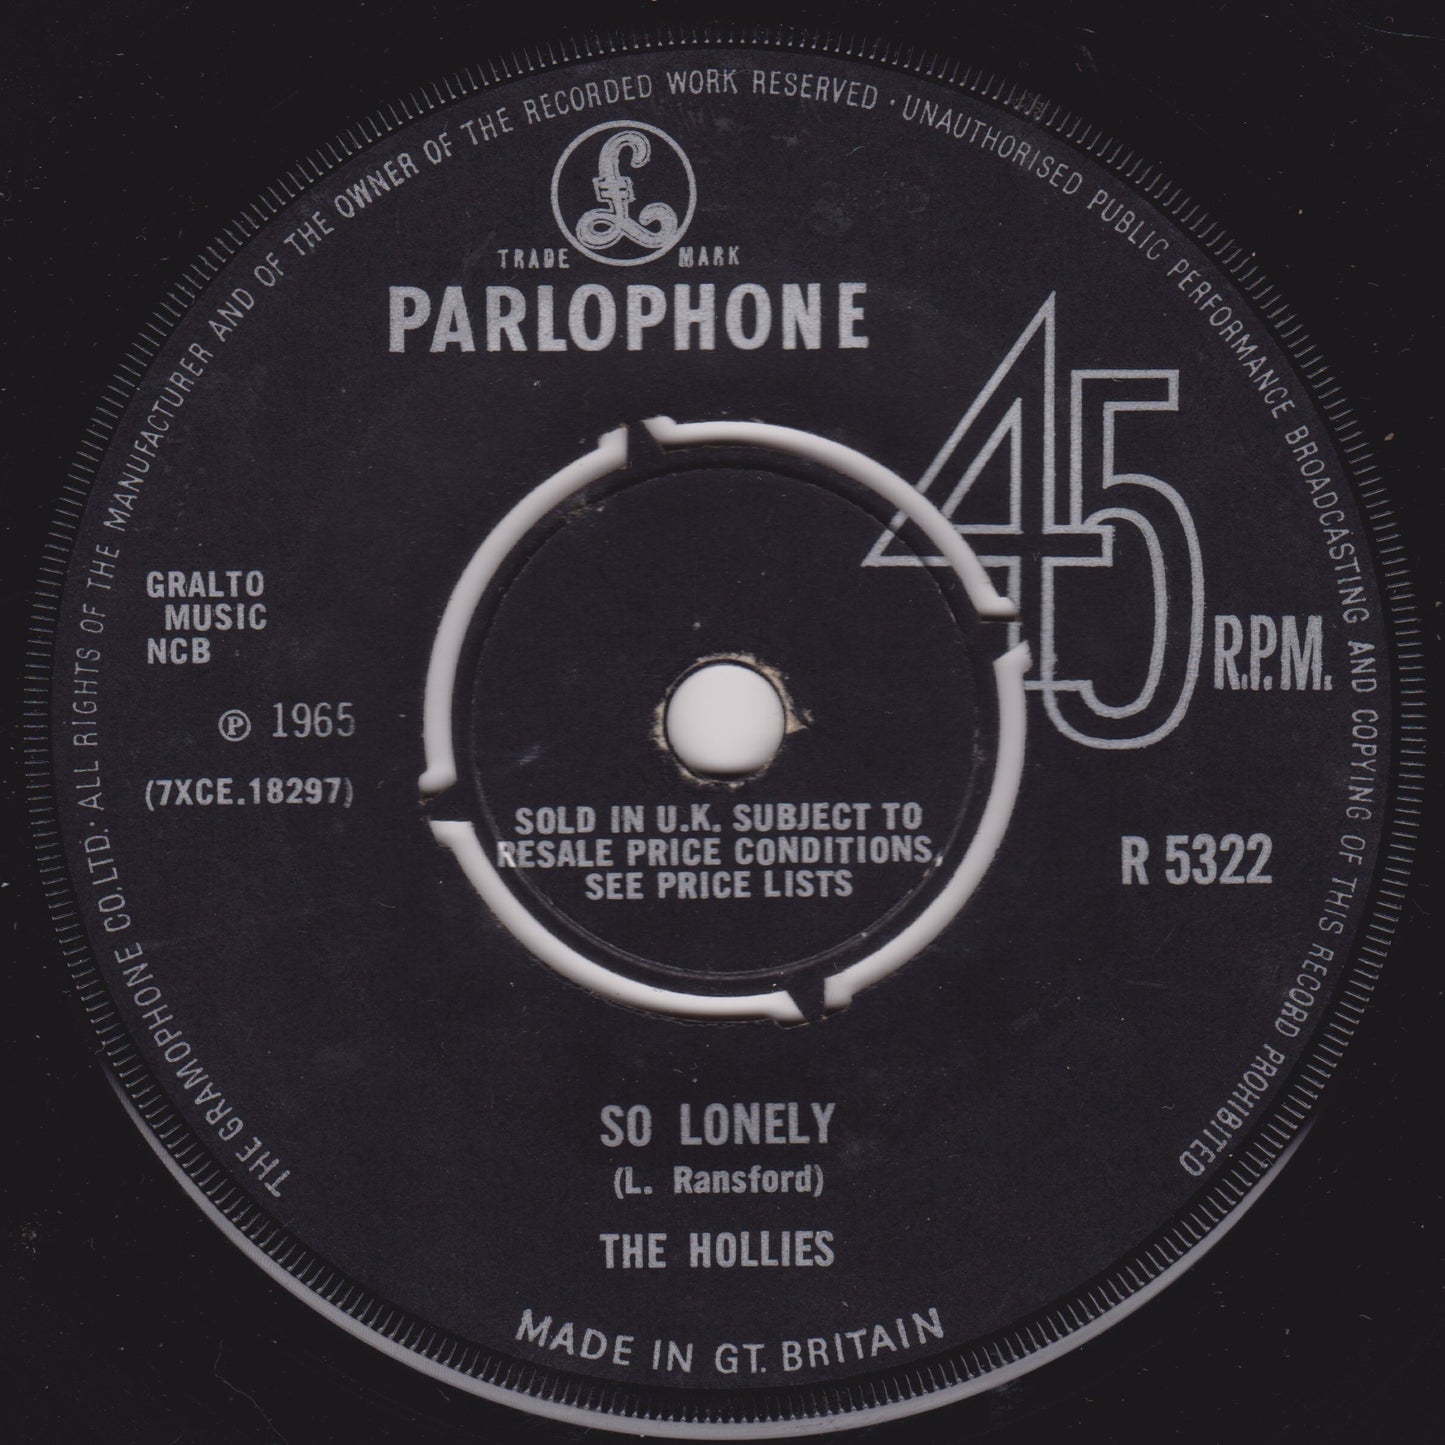 THE GRAMOPHONE CO.LTD. · ALL RIGHTS OF THE MANUFACTURER AND OF THE OWNER OF THE RECORDED WORK RESERVED · UNAUTHORISED PUBLIC PERFORMANCE BROADCASTING AND COPYING OF THIS RECORD PROHIBITED
£
TRADE MARK
PARLOPHONE
45 R.P.M.
GRALTO
MUSIC
NCB
℗ 1965
(7XCE.18297)
SOLD IN U.K. SUBJECT TO
RESALE PRICE CONDITIONS,
SEE PRICE LISTS
R 5322
SO LONELY
(L. Ransford)
THE HOLLIES
MADE IN GT. BRITAIN